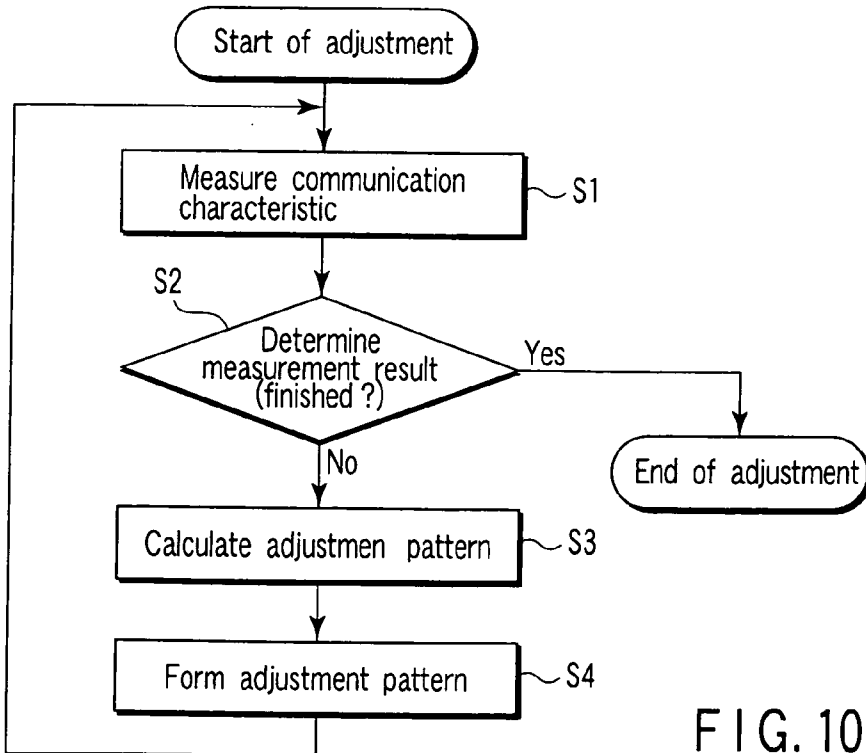 Start of adjustment
Measure communication
characteristic
S1
S2
Determine
measurement result
(finished ?)
Yes
No
End of adjustment
Calculate adjustmen pattern
S3
Form adjustment pattern
S4
FIG. 10